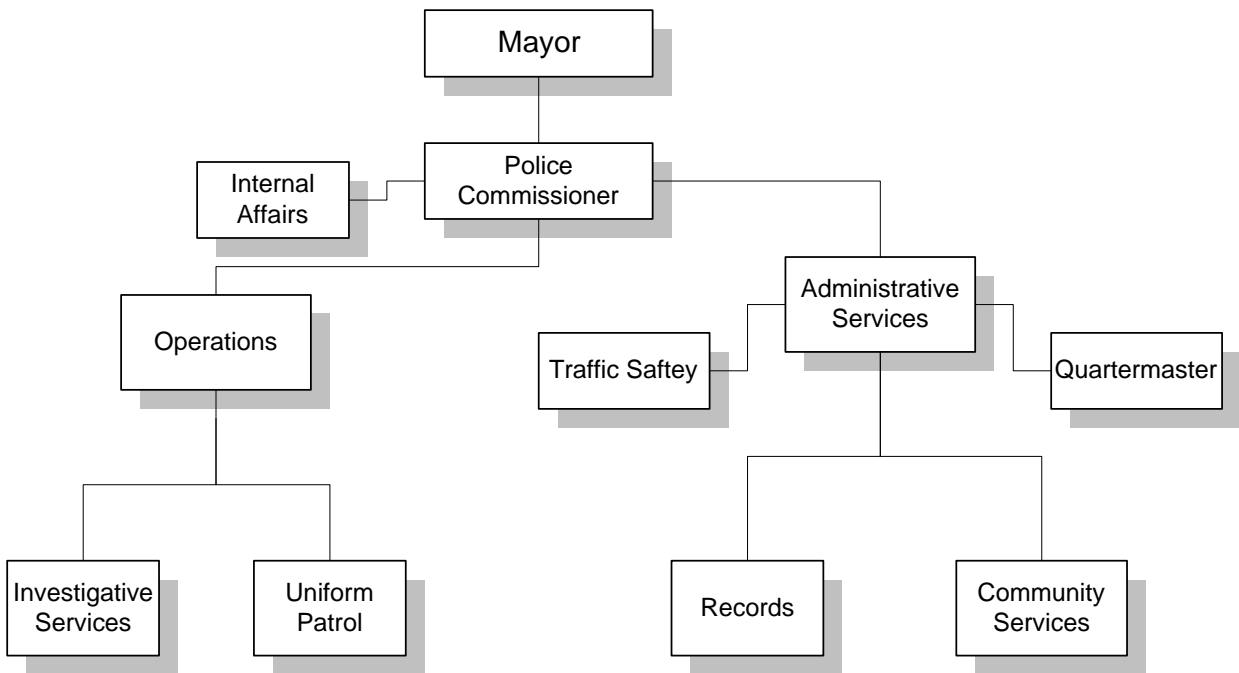 Mayor
Police
Commissioner
Internal
Affairs
Administrative
Services
Operations
Traffic Saftey
Quartermaster
Investigative
Services
Uniform
Patrol
Records
Community
Services